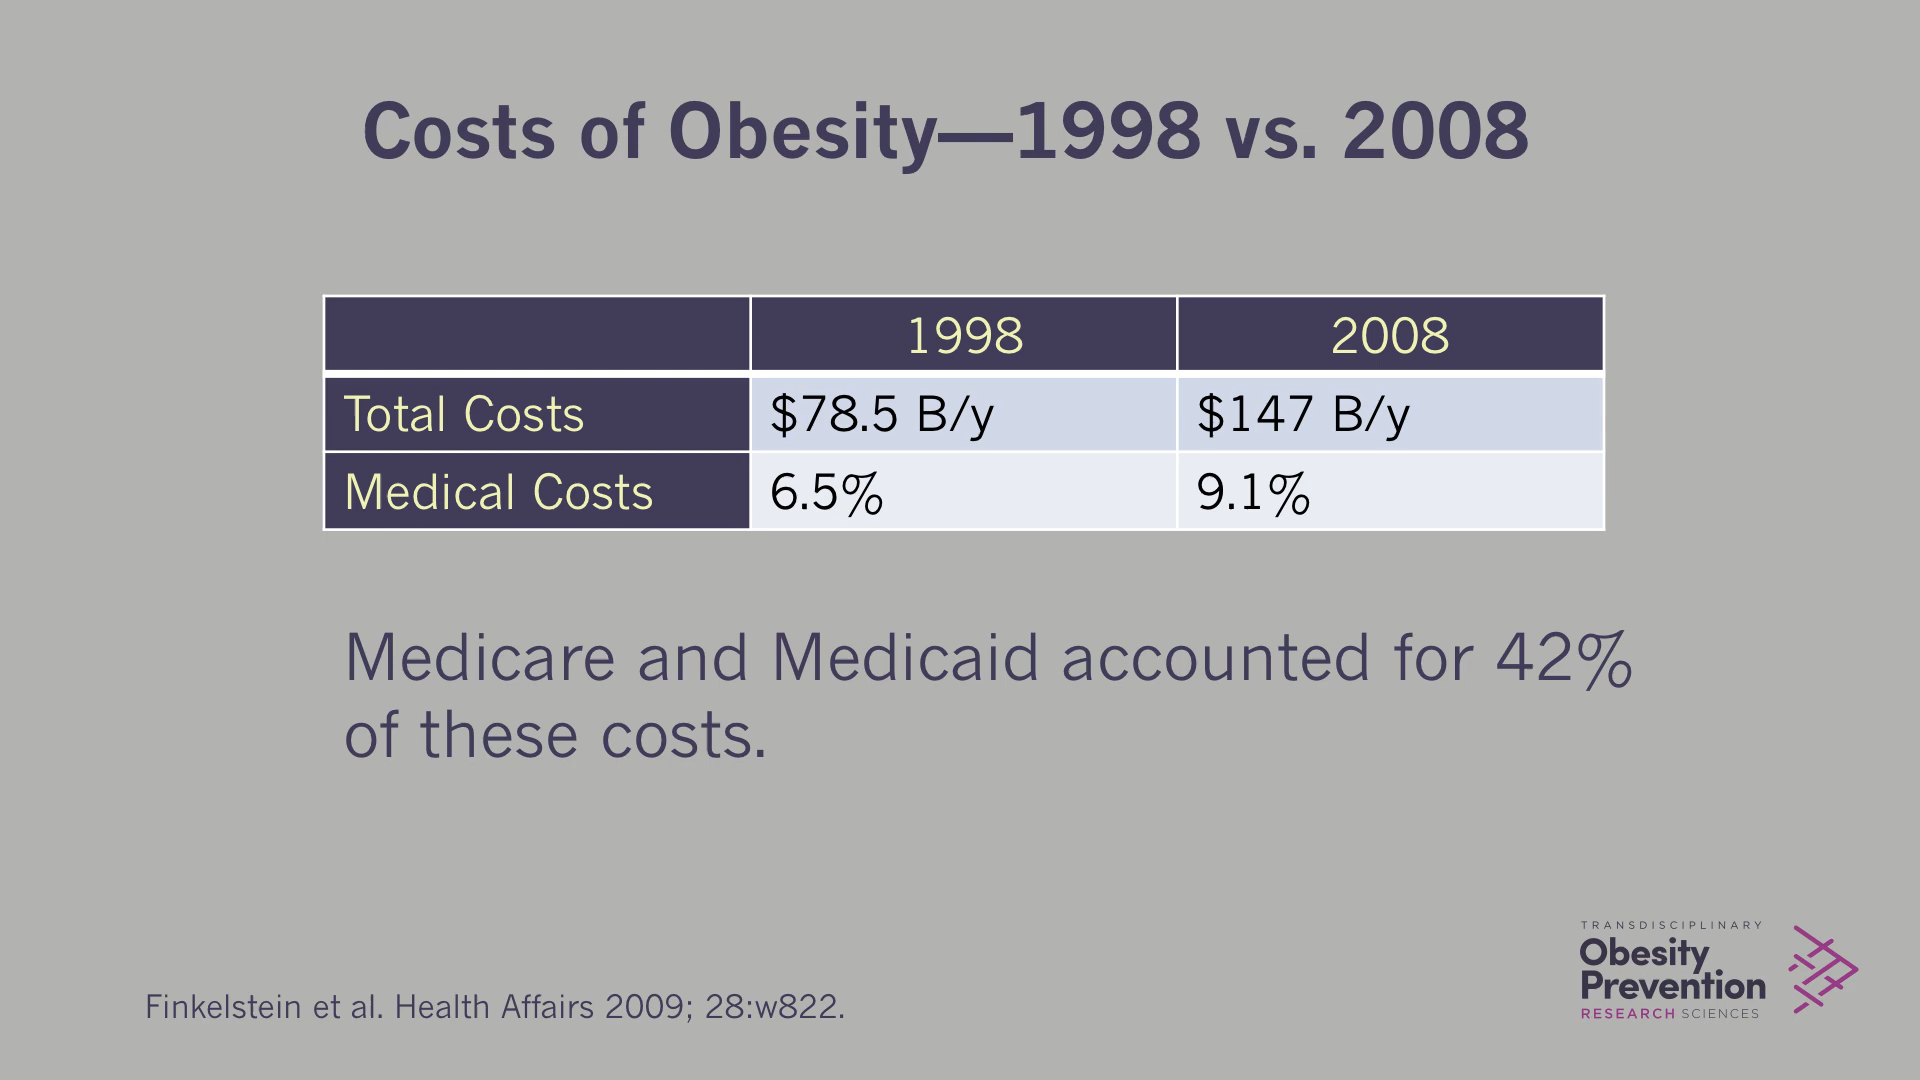 Costs of Obesity—1998 vs. 2008
1998 2008
Total Costs $78.5 B/y $147 B/y
Medical Costs 6.5% 9.1%
Medicare and Medicaid accounted for 42%
of these costs.
TRANSDISCIPLINARY
Obesity
Prevention
RESEARCH SCIENCES
Finkelstein et al. Health Affairs 2009; 28:w822.